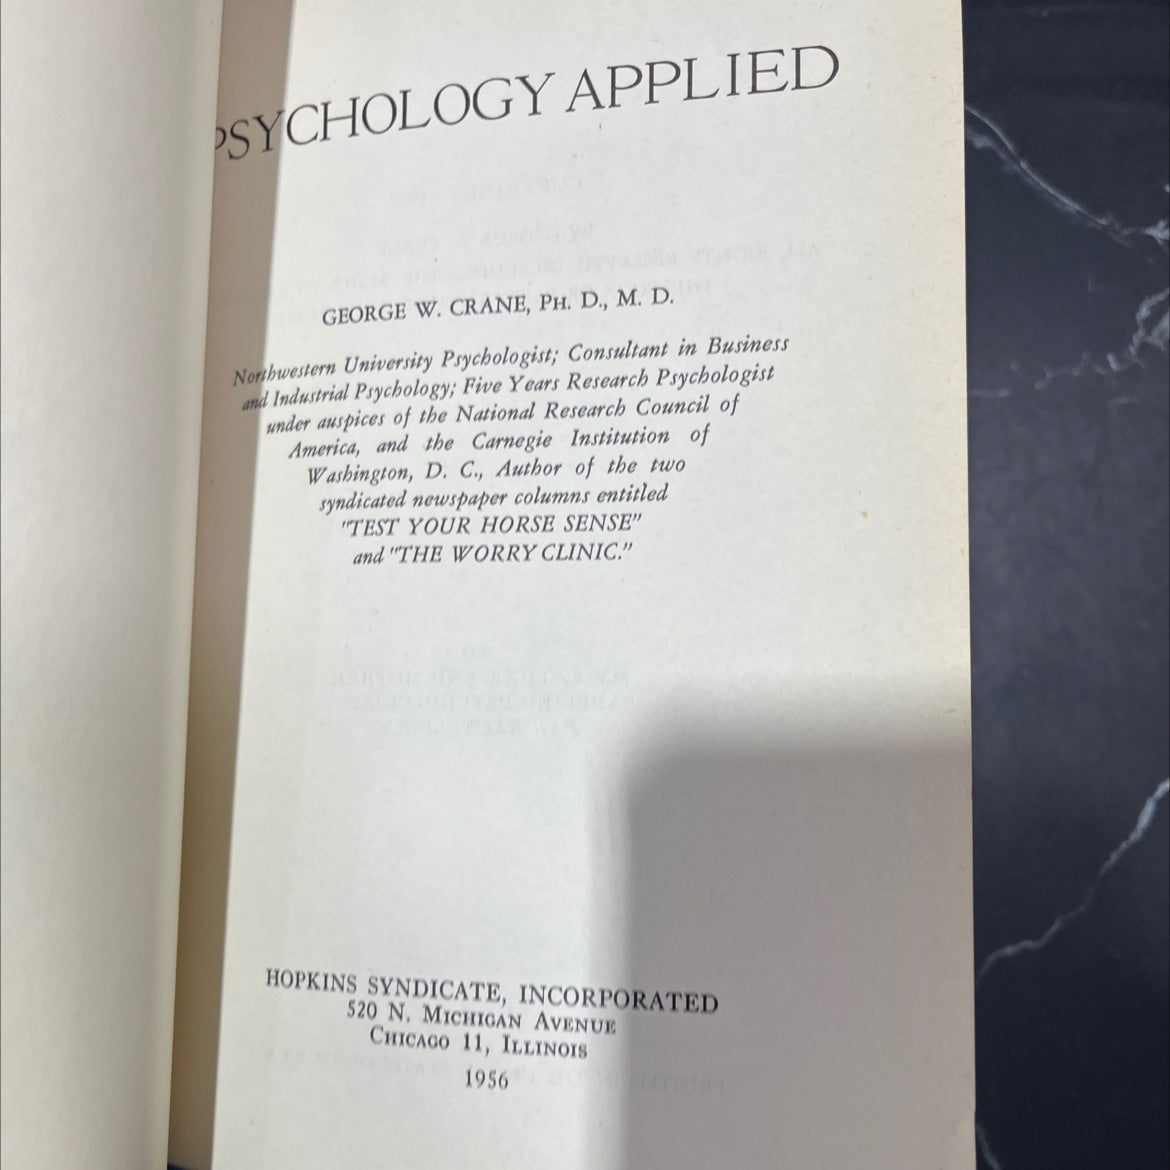 PSYCHOLOGY APPLIED
GEORGE W. CRANE, PH. D., M. D.
Northwestern University Psychologist; Consultant in Business
and Industrial Psychology; Five Years Research Psychologist
under auspices of the National Research Council of
America, and the Carnegie Institution of
Washington, D. C., Author of the two
syndicated newspaper columns entitled
"TEST YOUR HORSE SENSE"
and "THE WORRY CLINIC."
HOPKINS SYNDICATE, INCORPORATED
520 N. MICHIGAN AVENUE
CHICAGO 11, ILLINOIS
1956